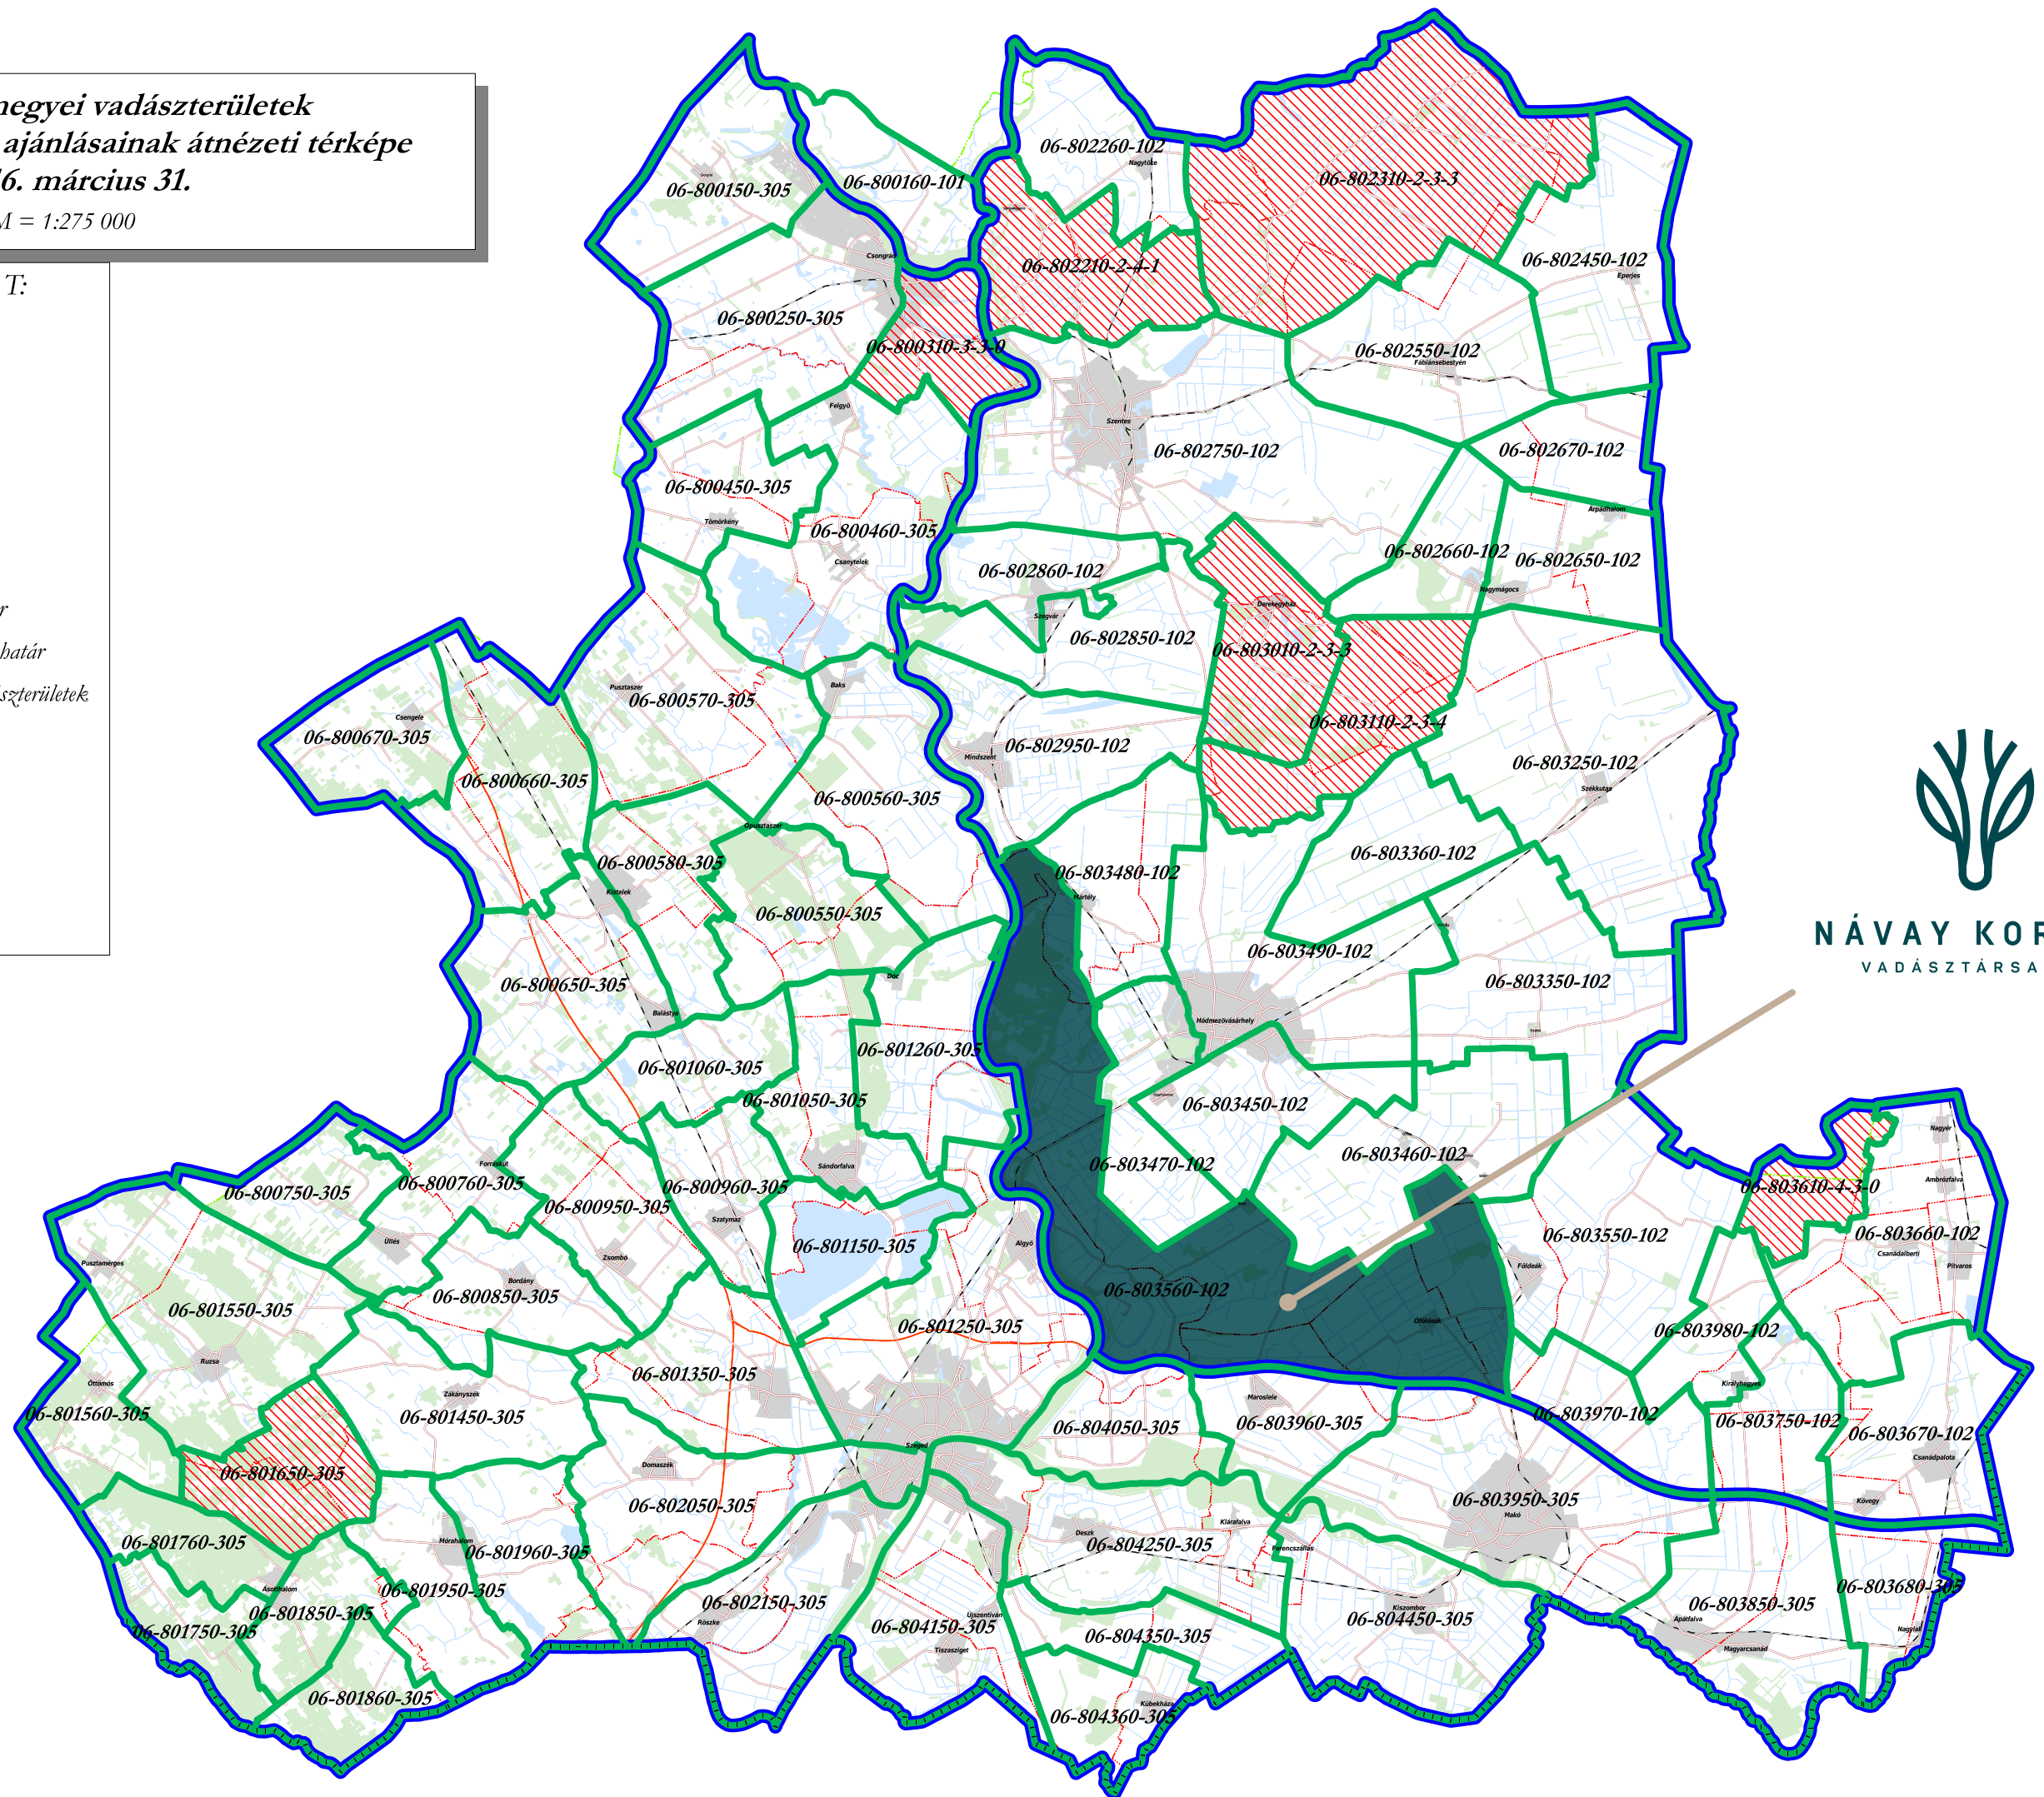 megyei vadászterületek
ajánlásainak átnézeti térképe
6. március 31.
M = 1:275 000
T:
határ
szterületek
06-800150-305
06-800160-101
Csongrád
06-800250-305
06-800310-3-3-0
Felgyő
06-802260-102
Nagytőke
06-802310-2-3-3
06-802210-2-4-1
06-802450-102
Eperjes
06-802550-102
Fábiánsebestyén
Szentes
06-802750-102
06-802670-102
Árpádhalom
06-802660-102
06-802650-102
Nagymágocs
06-800450-305
Tömörkény
06-800460-305
Csanytelek
06-802860-102
Szegvár
06-802850-102
Derekegyház
06-803010-2-3-3
06-803110-2-3-4
06-802950-102
Mindszent
06-803250-102
Székkutas
Pusztaszer
06-800570-305
Baks
Csengele
06-800670-305
06-800660-305
06-800560-305
Ópusztaszer
06-800580-305
Kistelek
06-800550-305
06-803480-102
Mártély
06-803360-102
NÁVAY KOR
VADÁSZTÁRSA
06-803490-102
06-803350-102
Dóc
06-800650-305
Balástya
Hódmezővásárhely
06-801060-305
06-801260-305
06-801050-305
06-803450-102
06-803460-102
06-803470-102
Sándorfalva
Forráskút
06-800760-305
06-800750-305
06-800960-305
06-800950-305
Szatymaz
06-801150-305
Algyő
Üllés
Zsombó
Pusztamérges
Bordány
06-800850-305
06-801550-305
06-803560-102
06-801250-305
Óföldeák
Földeák
06-803550-102
Nagyér
Ambrózfalva
06-803610-4-3-0
06-803660-102
Csanádalberti
Pitvaros
06-803980-102
Királyhegyes
Ruzsa
Öttömös
06-801560-305
Zákányszék
06-801450-305
06-801350-305
Szeged
06-804050-305
Maroslele
06-803960-305
06-803970-102
06-803750-102
06-803670-102
Csanádpalota
Kövegy
06-801650-305
Domaszék
06-802050-305
06-803950-305
Makó
Deszk
06-804250-305
Klárafalva
Ferencszállás
06-801760-305
Mórahalom
06-801960-305
Ásotthalom
06-801950-305
06-801850-305
06-801750-305
06-801860-305
06-802150-305
Röszke
06-804150-305
Újszentiván
Tiszasziget
06-804350-305
Kiszombor
06-804450-305
Kübekháza
06-804360-305
06-803850-305
Apátfalva
Magyarcsanád
06-803680-305
Nagylak